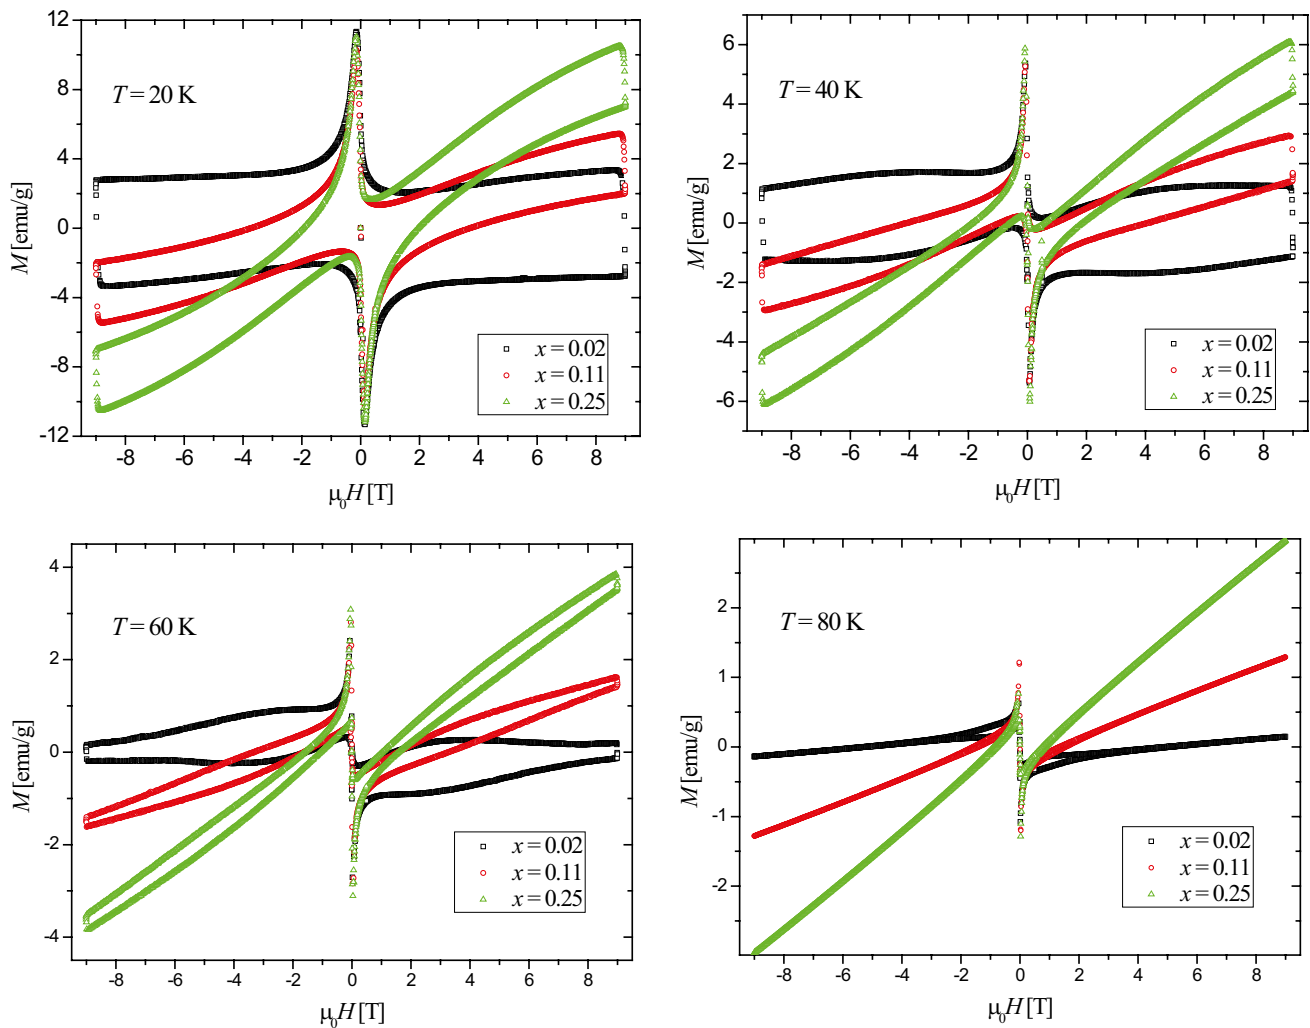 12
8
4
0
-4
-8
-12
M [emu/g]
T = 20 K
x = 0.02
x = 0.11
x = 0.25
-8 -6 -4 -2 0 2 4 6 8
μ₀H [T]
6
4
2
0
-2
-4
-6
M [emu/g]
T = 40 K
x = 0.02
x = 0.11
x = 0.25
-8 -6 -4 -2 0 2 4 6 8
μ₀H [T]
4
2
0
-2
-4
M [emu/g]
T = 60 K
x = 0.02
x = 0.11
x = 0.25
-8 -6 -4 -2 0 2 4 6 8
μ₀H [T]
2
1
0
-1
-2
M [emu/g]
T = 80 K
x = 0.02
x = 0.11
x = 0.25
-8 -6 -4 -2 0 2 4 6 8
μ₀H [T]